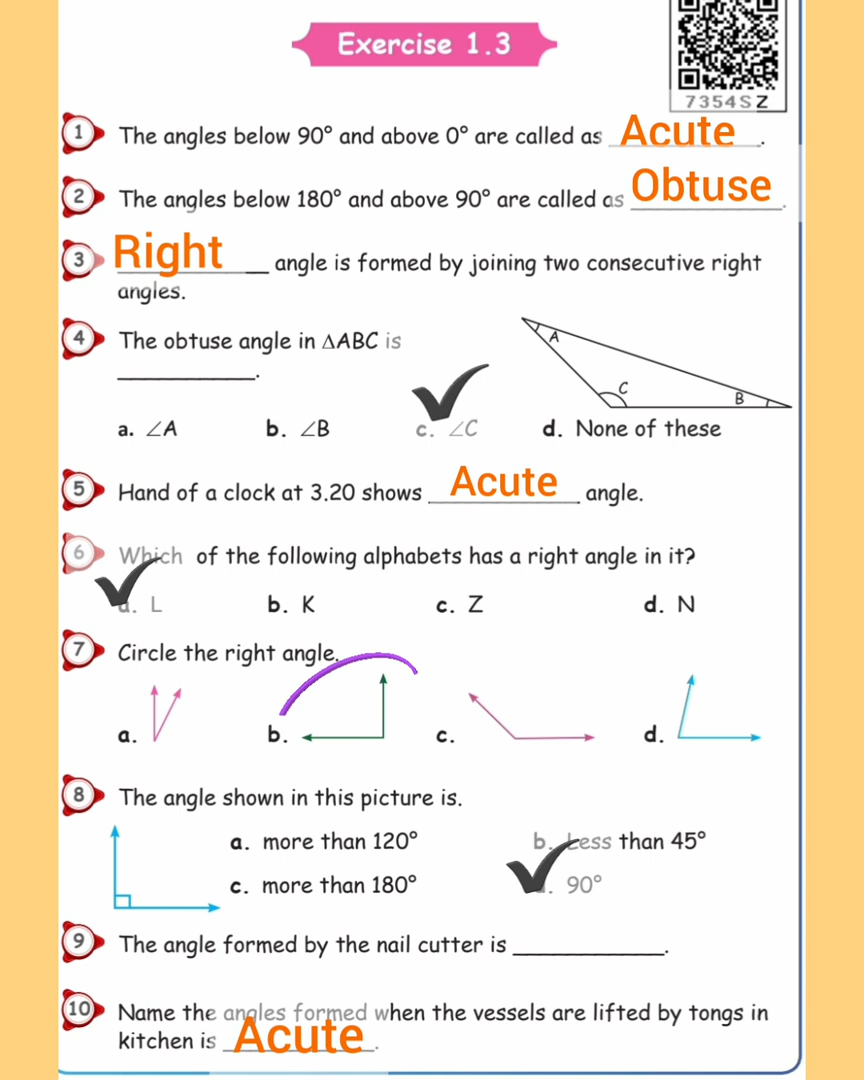 Exercise 1.3
7354SZ
1 The angles below 90° and above 0° are called as Acute.
2 The angles below 180° and above 90° are called as Obtuse.
3 Right angle is formed by joining two consecutive right
angles.
4 The obtuse angle in ΔABC is
____________.
A
C
B
a. ∠A b. ∠B c. ∠C d. None of these
5 Hand of a clock at 3.20 shows Acute angle.
6 Which of the following alphabets has a right angle in it?
a. L b. K c. Z d. N
7 Circle the right angle.
a. b. c. d.
8 The angle shown in this picture is.
a. more than 120° b. Less than 45°
c. more than 180° d. 90°
9 The angle formed by the nail cutter is ____________.
10 Name the angles formed when the vessels are lifted by tongs in
kitchen is Acute.